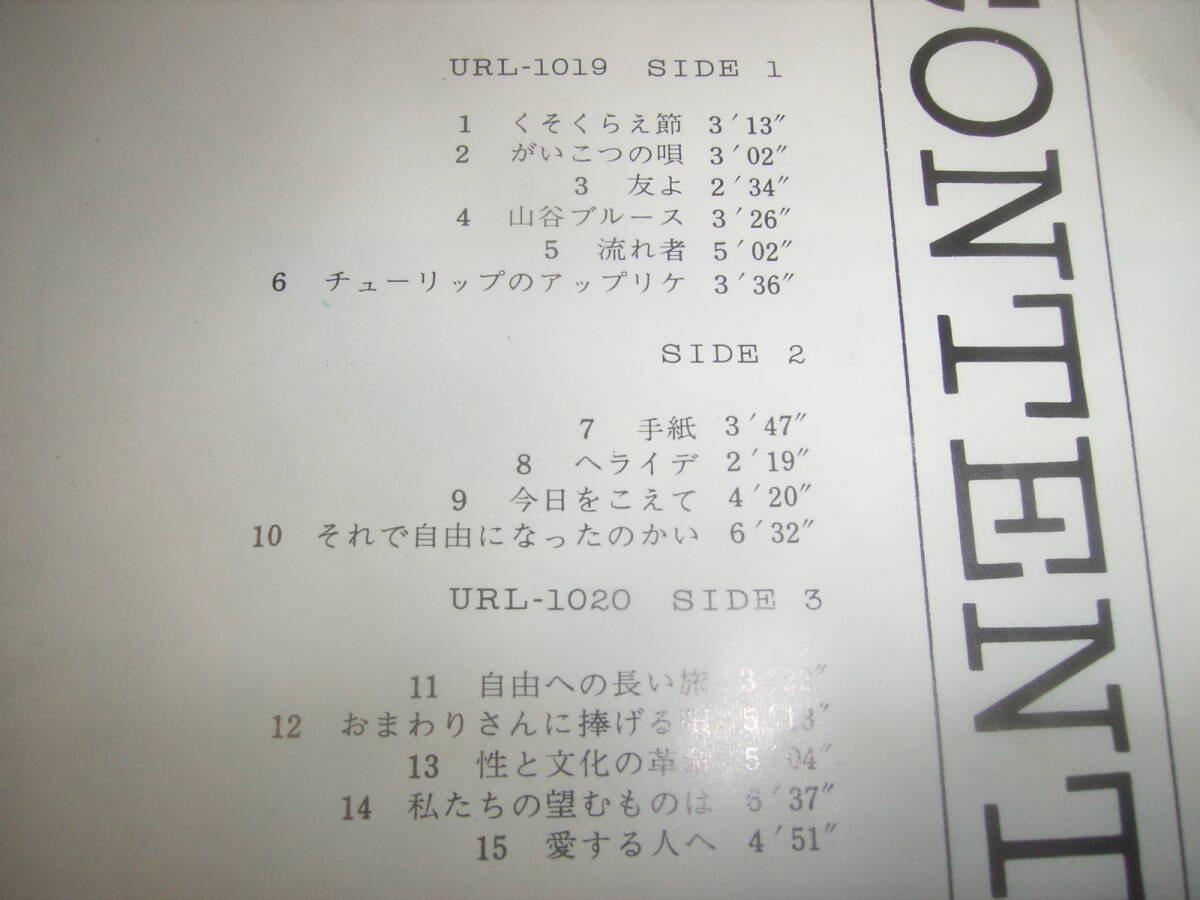 URL-1019 SIDE 1
1 くそくらえ節 3′13″
2 がいこつの唄 3′02″
3 友よ 2′34″
4 山谷ブルース 3′26″
5 流れ者 5′02″
6 チューリップのアップリケ 3′36″
SIDE 2
7 手紙 3′47″
8 ヘライデ 2′19″
9 今日をこえて 4′20″
10 それで自由になったのかい 6′32″
URL-1020 SIDE 3
11 自由への長い旅
12 おまわりさんに捧げる唄 5′13″
13 性と文化の革命 5′04″
14 私たちの望むものは 6′37″
15 愛する人へ 4′51″
CONTENT